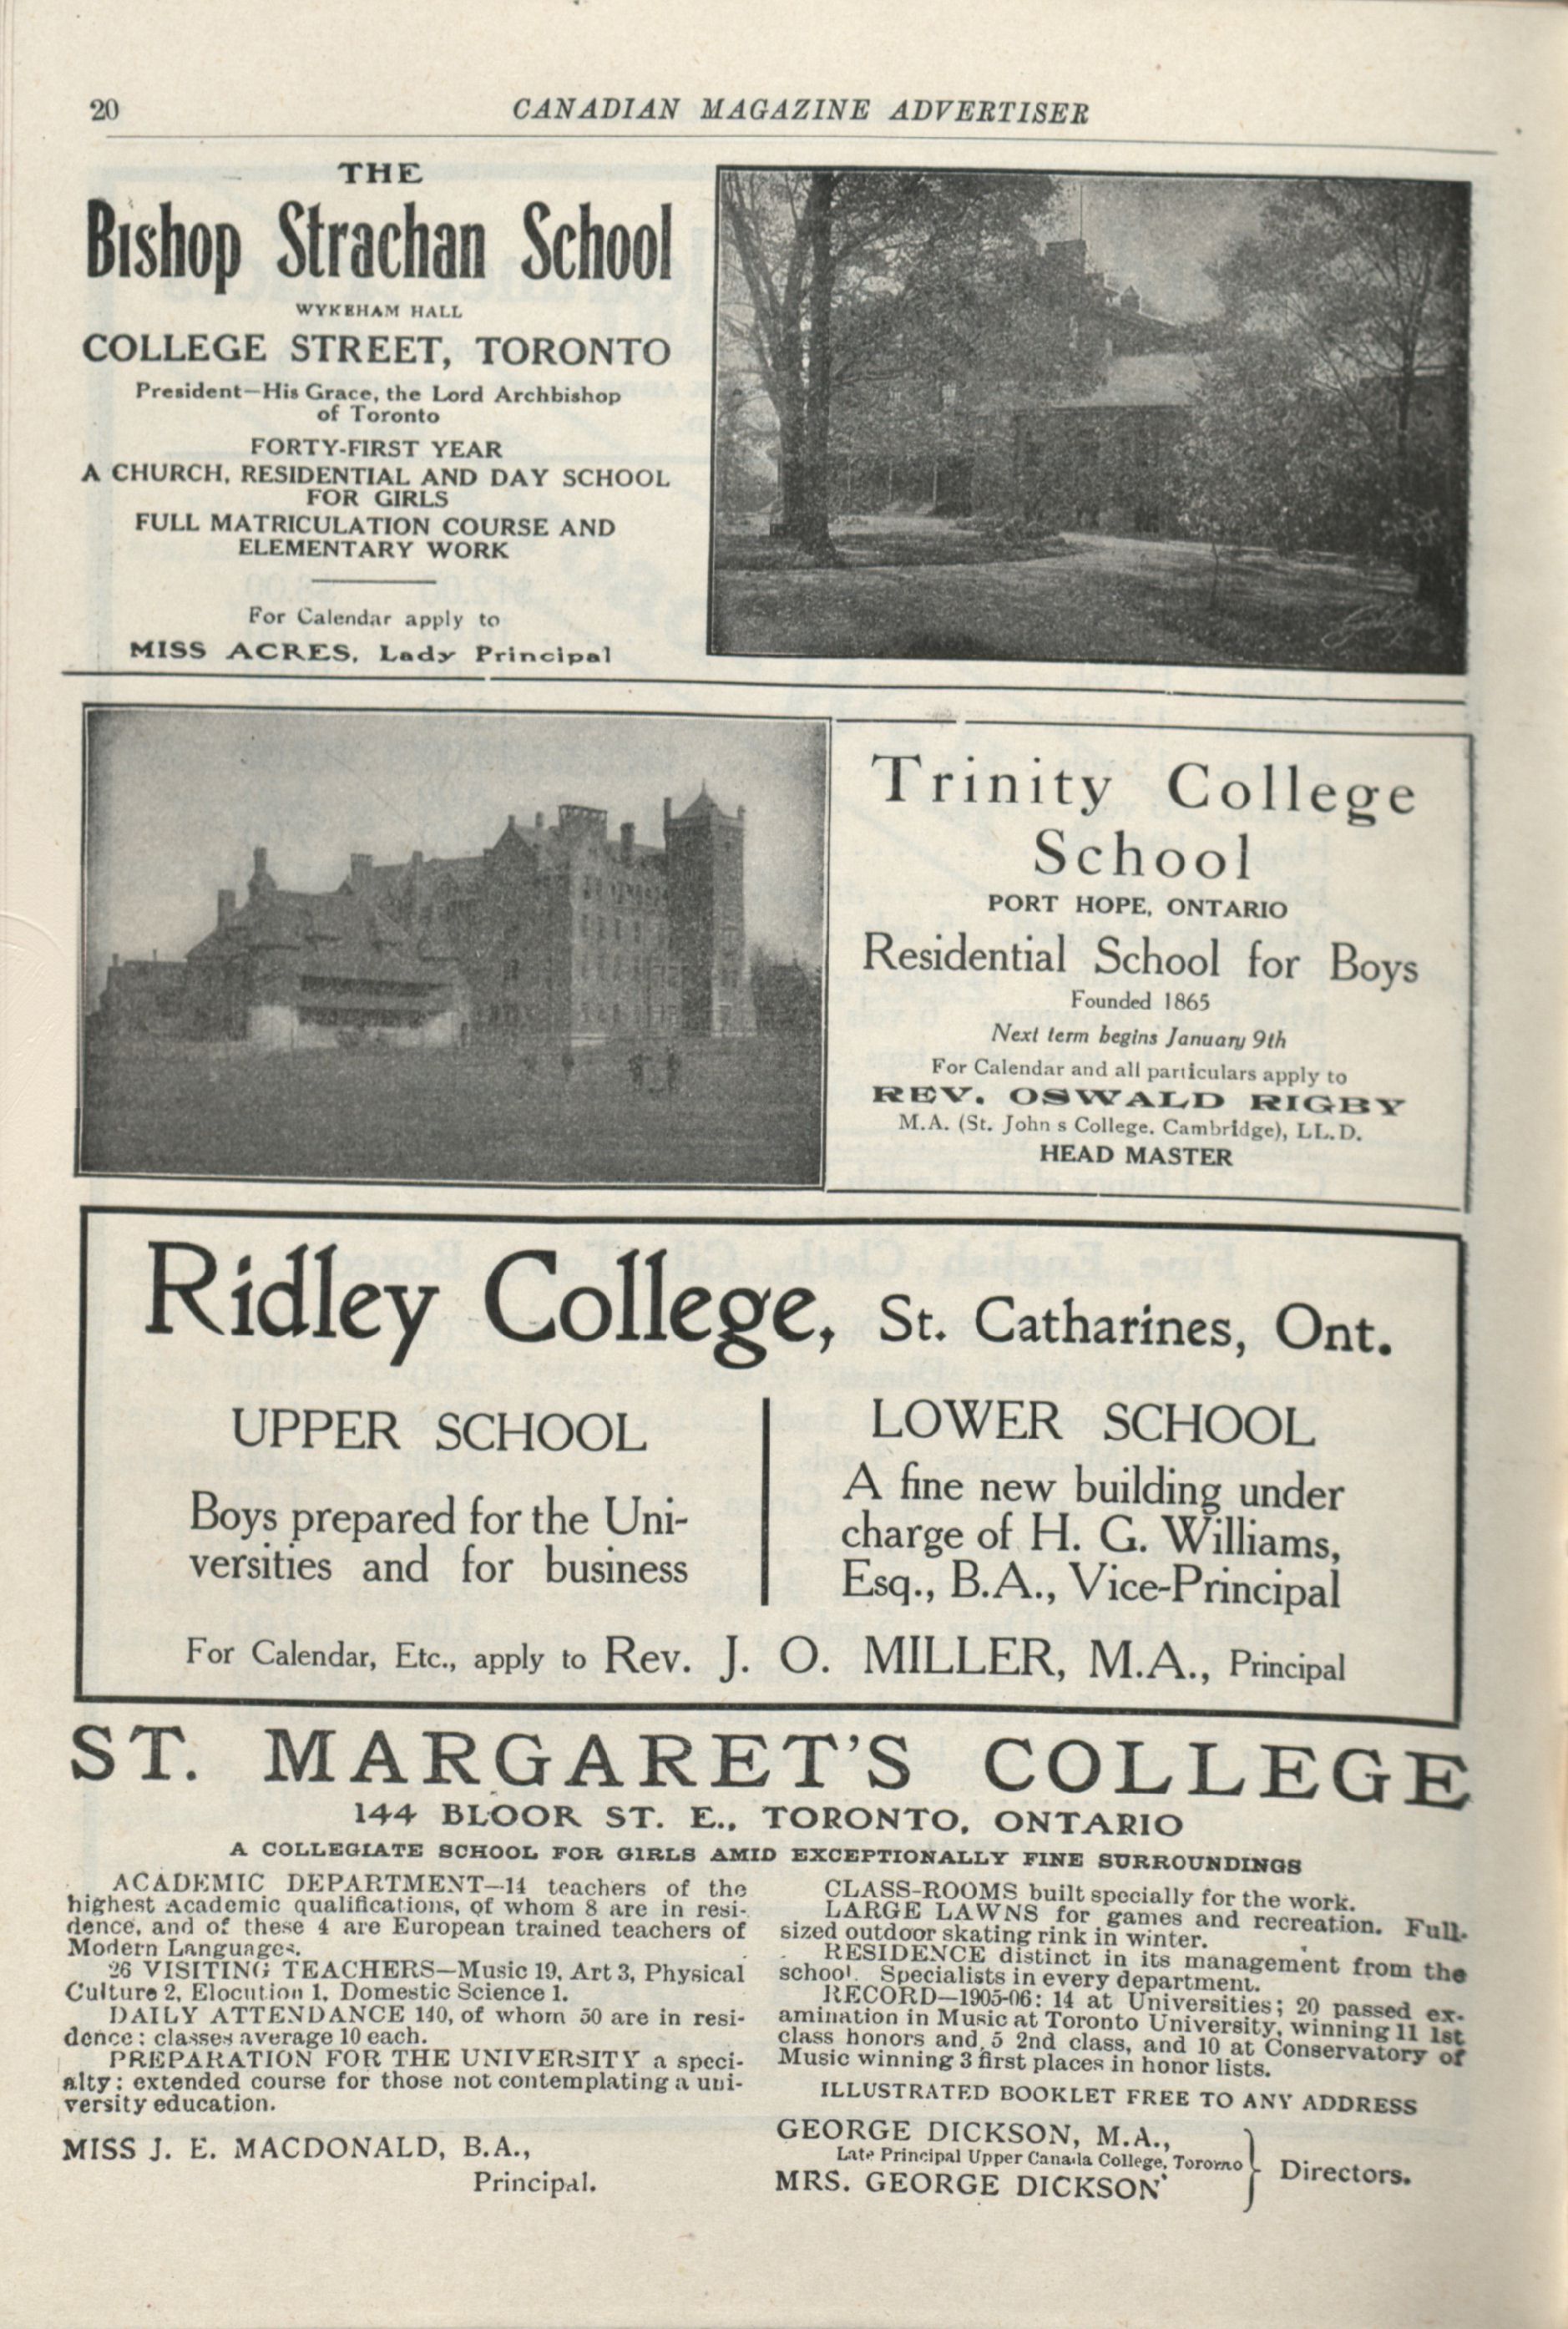 20
CANADIAN MAGAZINE ADVERTISER
THE
Bishop Strachan School
WYKEHAM HALL
COLLEGE STREET, TORONTO
President—His Grace, the Lord Archbishop
of Toronto
FORTY-FIRST YEAR
A CHURCH, RESIDENTIAL AND DAY SCHOOL
FOR GIRLS
FULL MATRICULATION COURSE AND
ELEMENTARY WORK
For Calendar apply to
MISS ACRES, Lady Principal
Trinity College
School
PORT HOPE, ONTARIO
Residential School for Boys
Founded 1865
Next term begins January 9th
For Calendar and all particulars apply to
REV. OSWALD RIGBY
M.A. (St. John s College. Cambridge), LL.D.
HEAD MASTER
Ridley College, St. Catharines, Ont.
UPPER SCHOOL
Boys prepared for the Uni-
versities and for business
LOWER SCHOOL
A fine new building under
charge of H. G. Williams,
Esq., B.A., Vice-Principal
For Calendar, Etc., apply to Rev. J. O. MILLER, M.A., Principal
ST. MARGARET'S COLLEGE
144 BLOOR ST. E., TORONTO, ONTARIO
A COLLEGIATE SCHOOL FOR GIRLS AMID EXCEPTIONALLY FINE SURROUNDINGS
ACADEMIC DEPARTMENT—14 teachers of the
highest Academic qualifications, of whom 8 are in resi-
dence, and of these 4 are European trained teachers of
Modern Languages.
26 VISITING TEACHERS—Music 19, Art 3, Physical
Culture 2, Elocution 1, Domestic Science 1.
DAILY ATTENDANCE 140, of whom 50 are in resi-
dence: classes average 10 each.
PREPARATION FOR THE UNIVERSITY a speci-
alty: extended course for those not contemplating a uni-
versity education.
MISS J. E. MACDONALD, B.A.,
Principal.
CLASS-ROOMS built specially for the work.
LARGE LAWNS for games and recreation. Full-
sized outdoor skating rink in winter.
RESIDENCE distinct in its management from the
school. Specialists in every department.
RECORD—1905-06: 14 at Universities; 20 passed ex-
amination in Music at Toronto University, winning 11 1st
class honors and 5 2nd class, and 10 at Conservatory of
Music winning 3 first places in honor lists.
ILLUSTRATED BOOKLET FREE TO ANY ADDRESS
GEORGE DICKSON, M.A.,
Late Principal Upper Canada College, Toronto
MRS. GEORGE DICKSON
Directors.